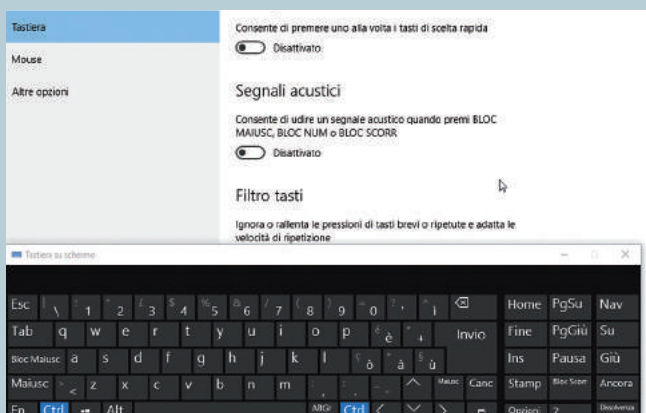 Tastiera
Consente di premere uno alla volta i tasti di scelta rapida
Disattivato
Mouse
Altre opzioni
Segnali acustici
Consente di udire un segnale acustico quando premi BLOC
MAIUSC, BLOC NUM o BLOC SCORR
Disattivato
Filtro tasti
Ignora o rallenta le pressioni di tasti brevi o ripetute e adatta le
velocità di ripetizione
Tastiera su schermo
Esc | \ ! 1 " 2 £ 3 $ 4 % 5 & 6 / 7 ( 8 ) 9 = 0 ? ' ^ ì Home PgSu Nav
Tab q w e r t y u i o p é è * + Invio Fine PgGiù Su
Bloc Maiusc a s d f g h j k l ç ò ° à § ù Ins Pausa Giù
Maiusc > < z x c v b n m ; , : . _ - Maiusc Canc Stamp Bloc Scorr Ancora
Fn Ctrl Alt AltGr Ctrl Opzioni ? Dissolvenza